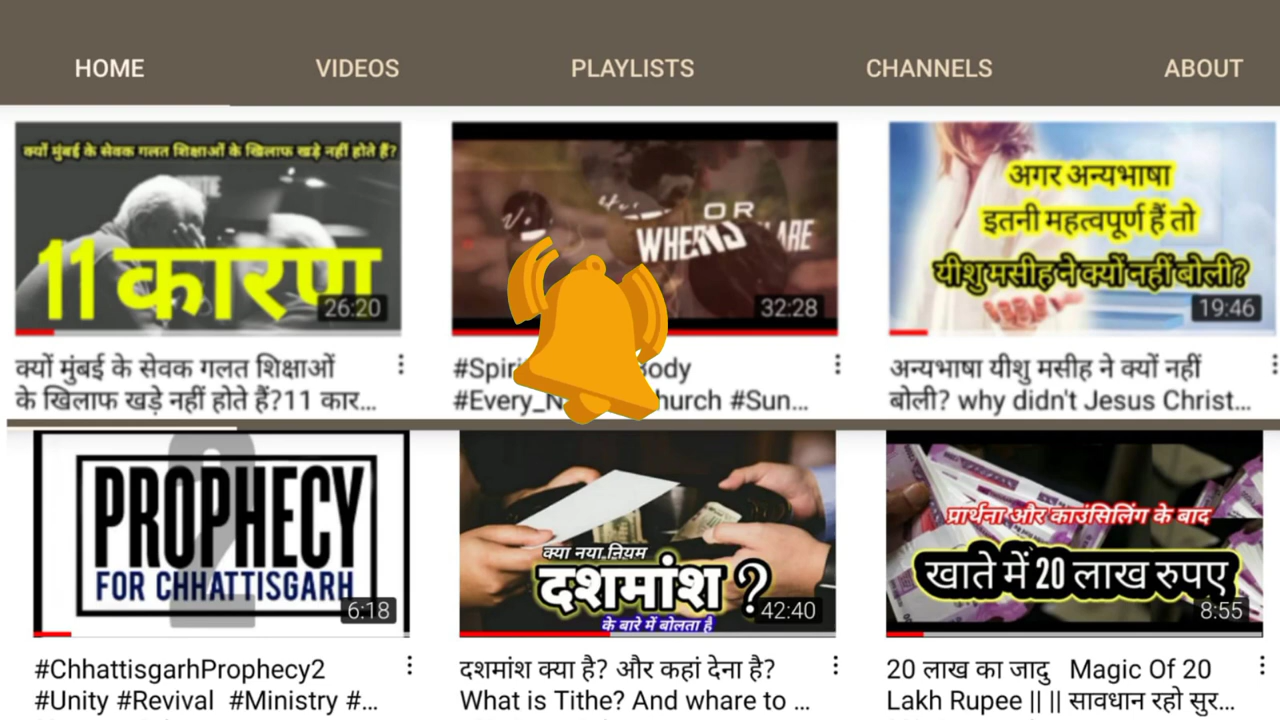 HOME VIDEOS PLAYLISTS CHANNELS ABOUT
क्यों मुंबई के सेवक गलत शिक्षाओं के खिलाफ खड़े नहीं होते हैं?
11 कारण
26:20
क्यों मुंबई के सेवक गलत शिक्षाओं
के खिलाफ खड़े नहीं होते हैं?11 कार...
OR
32:28
#Spiri ody
#Every_N hurch #Sun...
अगर अन्यभाषा
इतनी महत्वपूर्ण हैं तो
यीशु मसीह ने क्यों नहीं बोली?
19:46
अन्यभाषा यीशु मसीह ने क्यों नहीं
बोली? why didn't Jesus Christ...
2
PROPHECY
FOR CHHATTISGARH
6:18
#ChhattisgarhProphecy2
#Unity #Revival #Ministry #...
क्या नया नियम
दशमांश ?
के बारे में बोलता है
42:40
दशमांश क्या है? और कहां देना है?
What is Tithe? And whare to ...
प्रार्थना और काउंसिलिंग के बाद
खाते में 20 लाख रुपए
8:55
20 लाख का जादु Magic Of 20
Lakh Rupee || || सावधान रहो सुर...